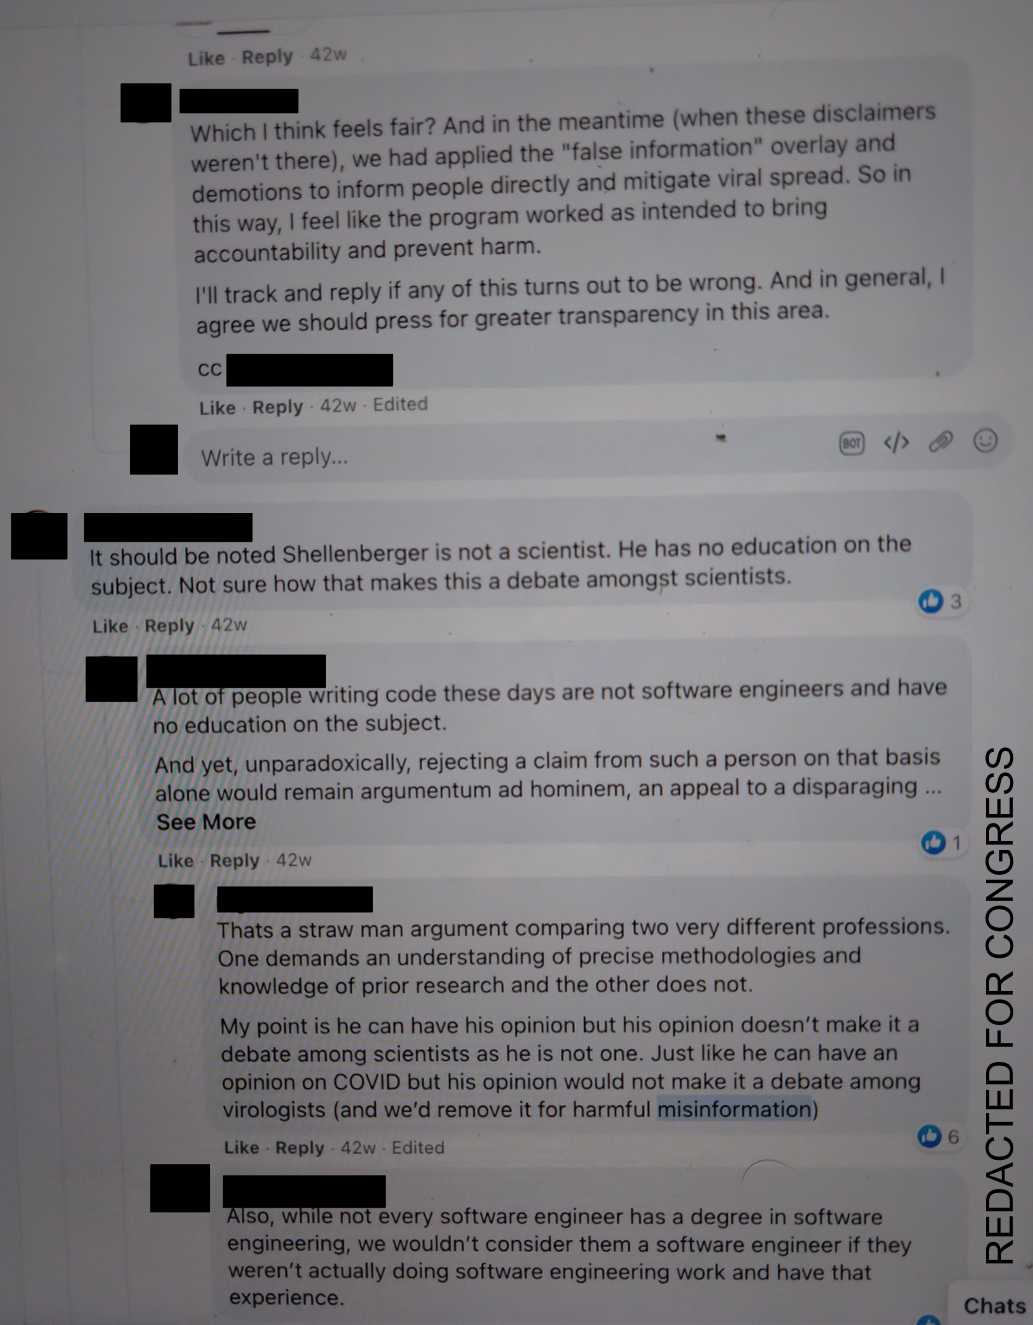 Like · Reply · 42w
Which I think feels fair? And in the meantime (when these disclaimers
weren't there), we had applied the "false information" overlay and
demotions to inform people directly and mitigate viral spread. So in
this way, I feel like the program worked as intended to bring
accountability and prevent harm.
I'll track and reply if any of this turns out to be wrong. And in general, I
agree we should press for greater transparency in this area.
cc
Like · Reply · 42w · Edited
Write a reply...
BOT </>
It should be noted Shellenberger is not a scientist. He has no education on the
subject. Not sure how that makes this a debate amongst scientists.
3
Like · Reply · 42w
A lot of people writing code these days are not software engineers and have
no education on the subject.
And yet, unparadoxically, rejecting a claim from such a person on that basis
alone would remain argumentum ad hominem, an appeal to a disparaging ...
See More
1
Like · Reply · 42w
Thats a straw man argument comparing two very different professions.
One demands an understanding of precise methodologies and
knowledge of prior research and the other does not.
My point is he can have his opinion but his opinion doesn't make it a
debate among scientists as he is not one. Just like he can have an
opinion on COVID but his opinion would not make it a debate among
virologists (and we'd remove it for harmful misinformation)
6
Like · Reply · 42w · Edited
Also, while not every software engineer has a degree in software
engineering, we wouldn't consider them a software engineer if they
weren't actually doing software engineering work and have that
experience.
Chats
REDACTED FOR CONGRESS